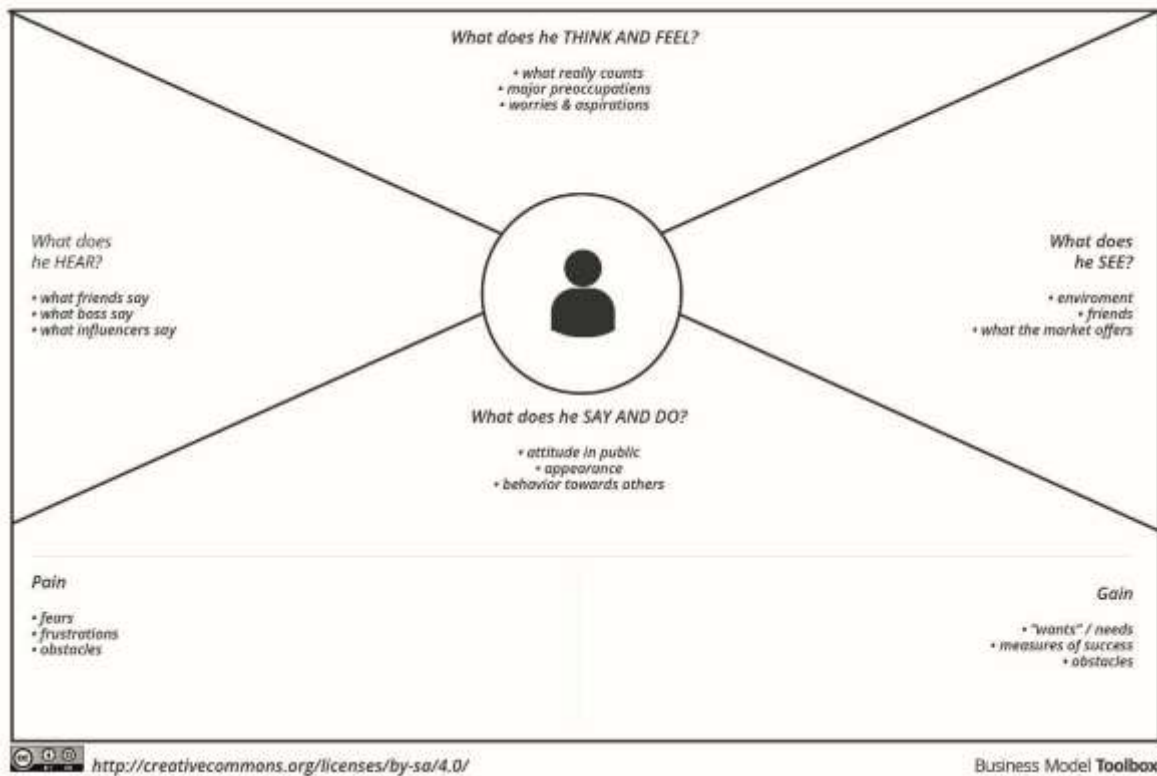 What does he THINK AND FEEL?
• what really counts
• major preoccupatiens
• worries & aspirations
What does
he HEAR?
• what friends say
• what boss say
• what influencers say
What does
he SEE?
• enviroment
• friends
• what the market offers
What does he SAY AND DO?
• attitude in public
• appearance
• behavior towards others
Pain
• fears
• frustrations
• obstacles
Gain
• "wants" / needs
• measures of success
• obstacles
http://creativecommons.org/licenses/by-sa/4.0/
Business Model Toolbox